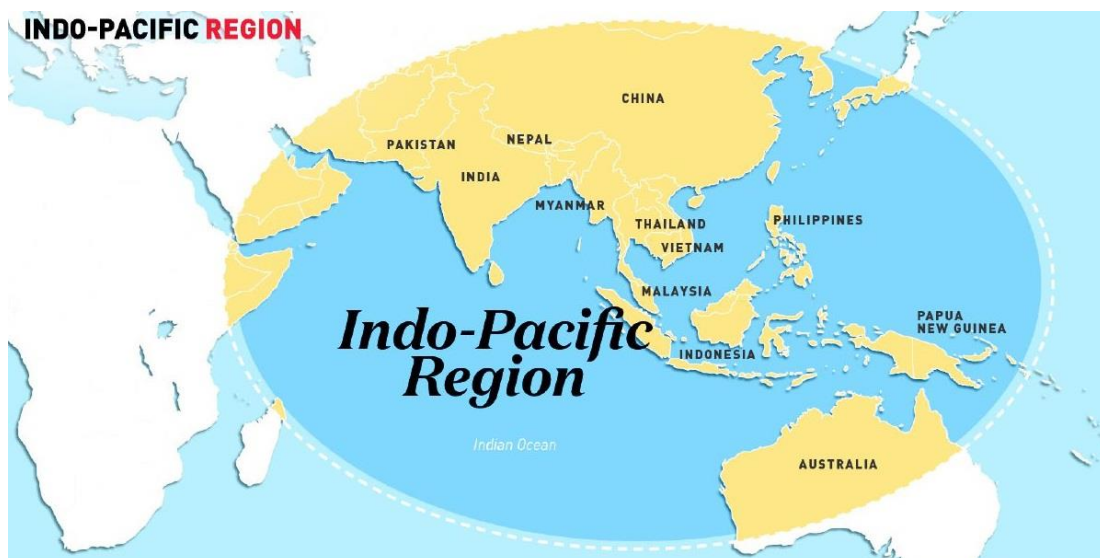 INDO-PACIFIC REGION
CHINA
PAKISTAN
NEPAL
INDIA
MYANMAR
THAILAND
PHILIPPINES
VIETNAM
MALAYSIA
Indo-Pacific
Region
PAPUA
NEW GUINEA
INDONESIA
Indian Ocean
AUSTRALIA